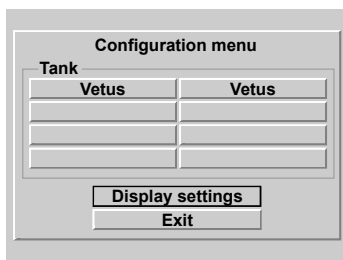 Configuration menu
Tank
Vetus Vetus
Display settings
Exit